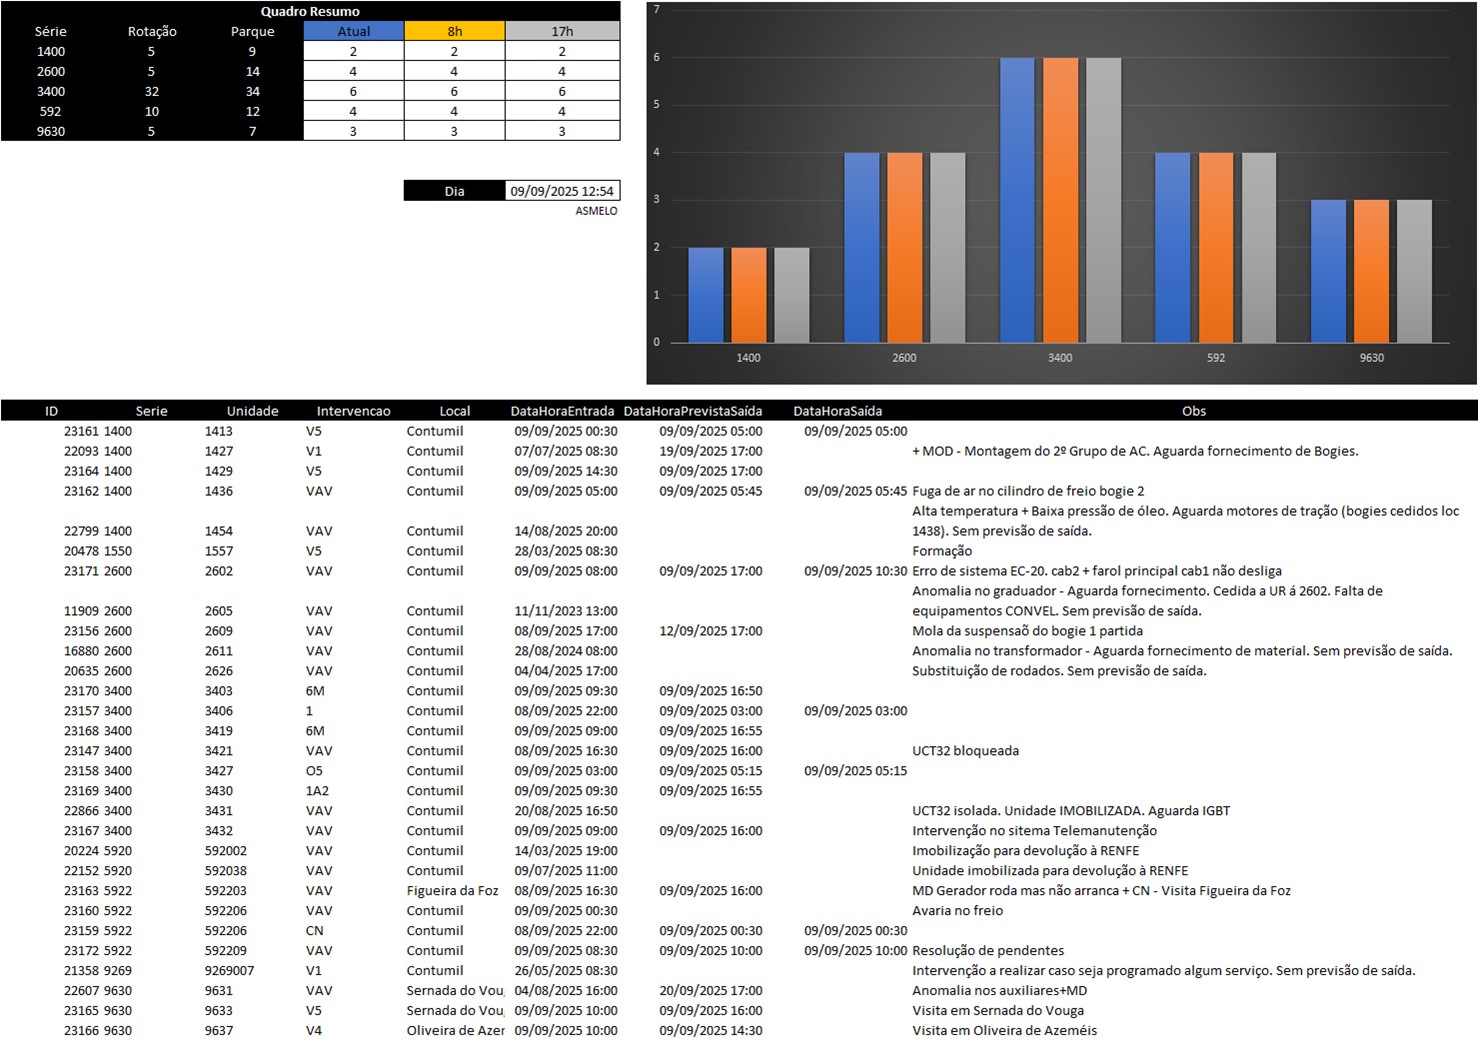 Quadro Resumo
Série Rotação Parque Atual 8h 17h
1400 5 9 2 2 2
2600 5 14 4 4 4
3400 32 34 6 6 6
592 10 12 4 4 4
9630 5 7 3 3 3
Dia 09/09/2025 12:54
ASMELO
7
6
5
4
3
2
1
0
1400 2600 3400 592 9630
ID Serie Unidade Intervencao Local DataHoraEntrada DataHoraPrevistaSaída DataHoraSaída Obs
23161 1400 1413 V5 Contumil 09/09/2025 00:30 09/09/2025 05:00 09/09/2025 05:00
22093 1400 1427 V1 Contumil 07/07/2025 08:30 19/09/2025 17:00 + MOD - Montagem do 2º Grupo de AC. Aguarda fornecimento de Bogies.
23164 1400 1429 V5 Contumil 09/09/2025 14:30 09/09/2025 17:00
23162 1400 1436 VAV Contumil 09/09/2025 05:00 09/09/2025 05:45 09/09/2025 05:45 Fuga de ar no cilindro de freio bogie 2
Alta temperatura + Baixa pressão de óleo. Aguarda motores de tração (bogies cedidos loc
22799 1400 1454 VAV Contumil 14/08/2025 20:00 1438). Sem previsão de saída.
20478 1550 1557 V5 Contumil 28/03/2025 08:30 Formação
23171 2600 2602 VAV Contumil 09/09/2025 08:00 09/09/2025 17:00 09/09/2025 10:30 Erro de sistema EC-20. cab2 + farol principal cab1 não desliga
Anomalia no graduador - Aguarda fornecimento. Cedida a UR á 2602. Falta de
11909 2600 2605 VAV Contumil 11/11/2023 13:00 equipamentos CONVEL. Sem previsão de saída.
23156 2600 2609 VAV Contumil 08/09/2025 17:00 12/09/2025 17:00 Mola da suspensaõ do bogie 1 partida
16880 2600 2611 VAV Contumil 28/08/2024 08:00 Anomalia no transformador - Aguarda fornecimento de material. Sem previsão de saída.
20635 2600 2626 VAV Contumil 04/04/2025 17:00 Substituição de rodados. Sem previsão de saída.
23170 3400 3403 6M Contumil 09/09/2025 09:30 09/09/2025 16:50
23157 3400 3406 1 Contumil 08/09/2025 22:00 09/09/2025 03:00 09/09/2025 03:00
23168 3400 3419 6M Contumil 09/09/2025 09:00 09/09/2025 16:55
23147 3400 3421 VAV Contumil 08/09/2025 16:30 09/09/2025 16:00 UCT32 bloqueada
23158 3400 3427 O5 Contumil 09/09/2025 03:00 09/09/2025 05:15 09/09/2025 05:15
23169 3400 3430 1A2 Contumil 09/09/2025 09:30 09/09/2025 16:55
22866 3400 3431 VAV Contumil 20/08/2025 16:50 UCT32 isolada. Unidade IMOBILIZADA. Aguarda IGBT
23167 3400 3432 VAV Contumil 09/09/2025 09:00 09/09/2025 16:00 Intervenção no sitema Telemanutenção
20224 5920 592002 VAV Contumil 14/03/2025 19:00 Imobilização para devolução à RENFE
22152 5920 592038 VAV Contumil 09/07/2025 11:00 Unidade imobilizada para devolução à RENFE
23163 5922 592203 VAV Figueira da Foz 08/09/2025 16:30 09/09/2025 16:00 MD Gerador roda mas não arranca + CN - Visita Figueira da Foz
23160 5922 592206 VAV Contumil 09/09/2025 00:30 Avaria no freio
23159 5922 592206 CN Contumil 08/09/2025 22:00 09/09/2025 00:30 09/09/2025 00:30
23172 5922 592209 VAV Contumil 09/09/2025 08:30 09/09/2025 10:00 09/09/2025 10:00 Resolução de pendentes
21358 9269 9269007 V1 Contumil 26/05/2025 08:30 Intervenção a realizar caso seja programado algum serviço. Sem previsão de saída.
22607 9630 9631 VAV Sernada do Vou 04/08/2025 16:00 20/09/2025 17:00 Anomalia nos auxiliares+MD
23165 9630 9633 V5 Sernada do Vou 09/09/2025 10:00 09/09/2025 16:00 Visita em Sernada do Vouga
23166 9630 9637 V4 Oliveira de Azer 09/09/2025 10:00 09/09/2025 14:30 Visita em Oliveira de Azeméis